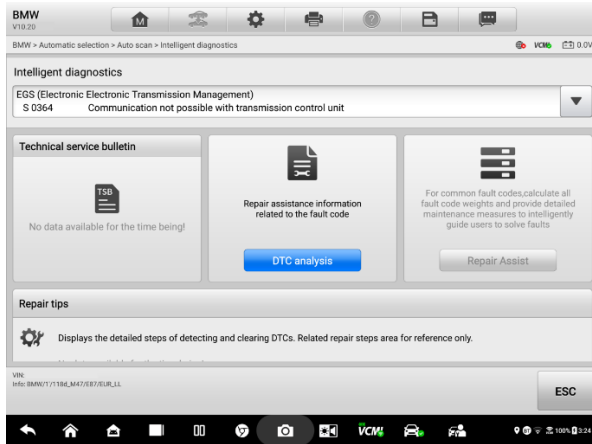 BMW
V10.20
BMW > Automatic selection > Auto scan > Intelligent diagnostics
VCMI
0.0V
Intelligent diagnostics
EGS (Electronic Electronic Transmission Management)
S 0364 Communication not possible with transmission control unit
Technical service bulletin
TSB
No data available for the time being!
Repair assistance information
related to the fault code
DTC analysis
For common fault codes,calculate all
fault code weights and provide detailed
maintenance measures to intelligently
guide users to solve faults
Repair Assist
Repair tips
Displays the detailed steps of detecting and clearing DTCs. Related repair steps area for reference only.
VIN:
Info: BMW/1'/118d_M47/E87/EUR_LL
ESC
VCMI
100%
3:24